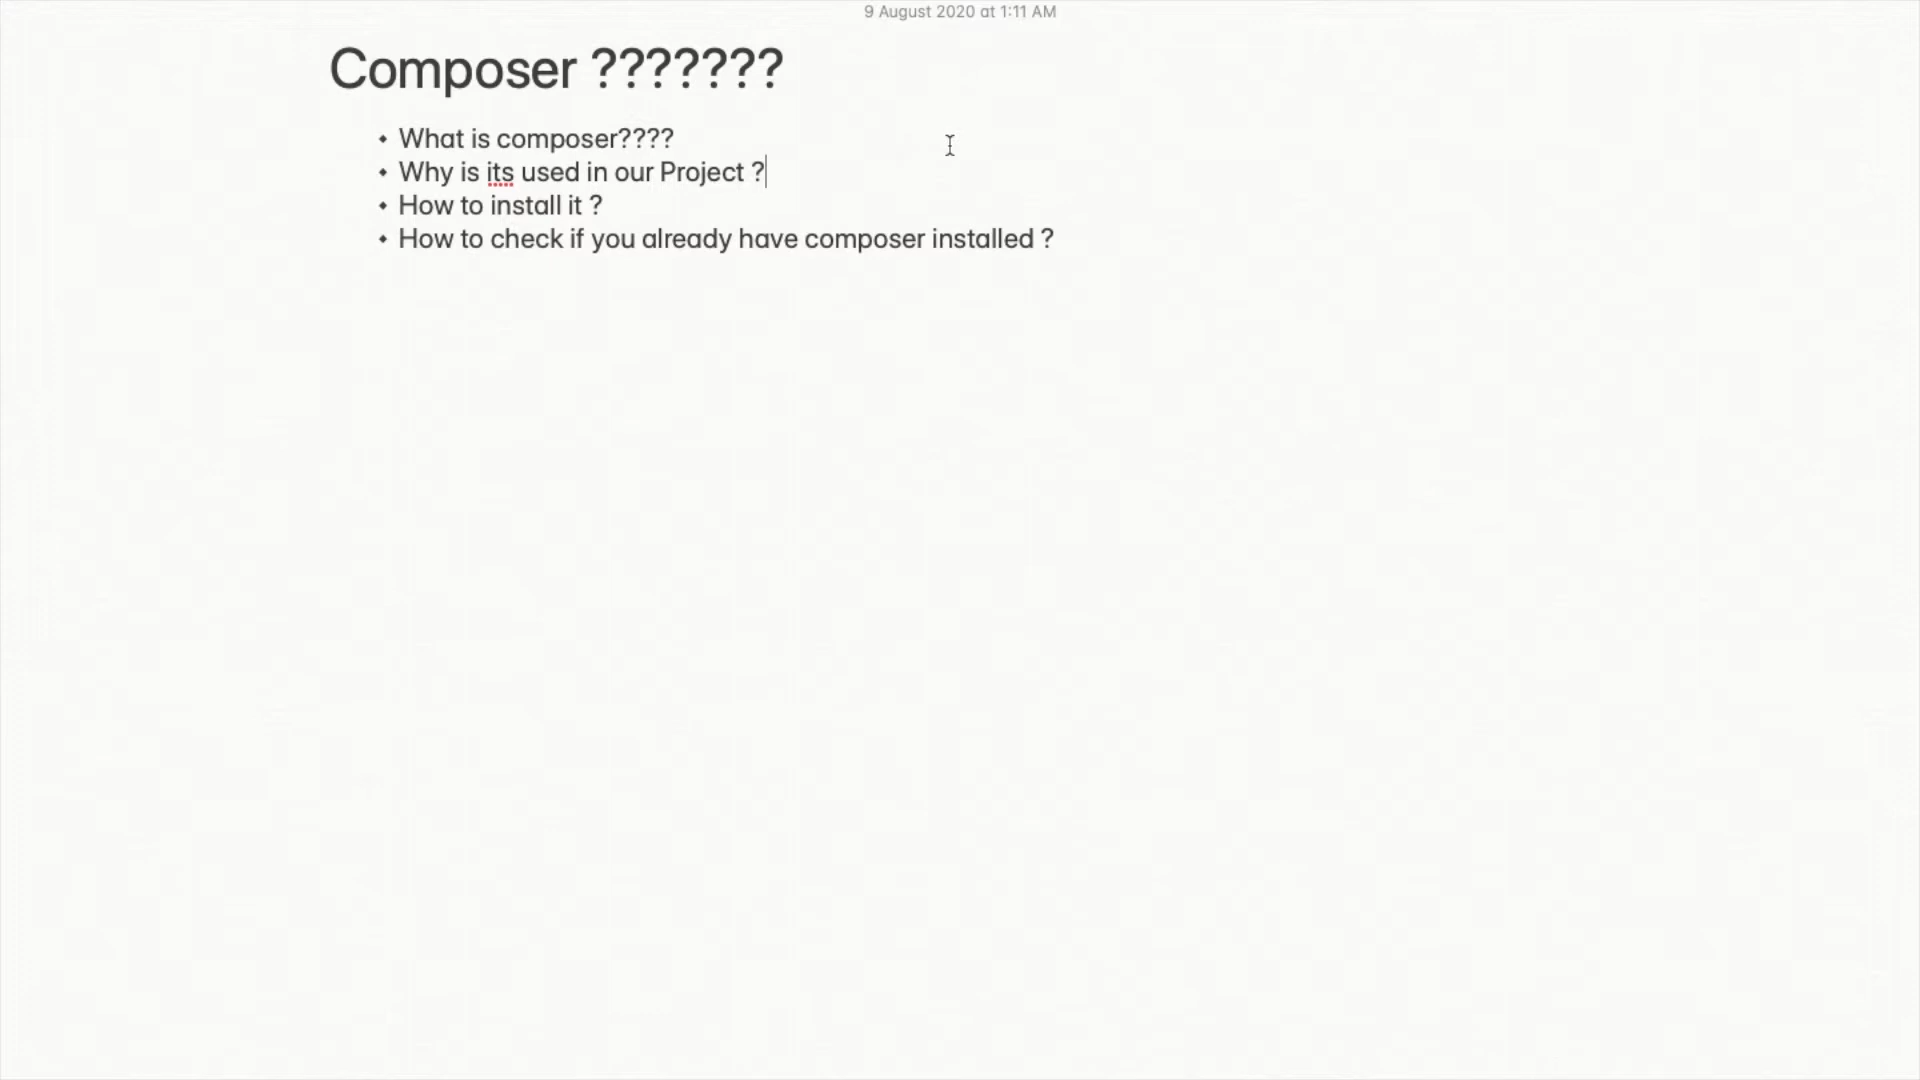 9 August 2020 at 1:11 AM
Composer ???????
• What is composer????
• Why is its used in our Project ?
• How to install it ?
• How to check if you already have composer installed ?